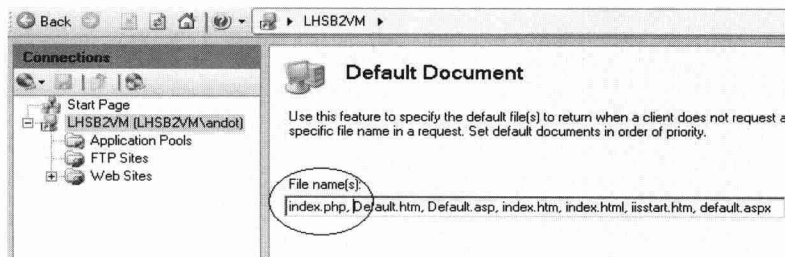 Back
LHSB2VM
Connections
Start Page
LHSB2VM (LHSB2VM\andot)
Application Pools
FTP Sites
Web Sites
Default Document
Use this feature to specify the default file(s) to return when a client does not request a
specific file name in a request. Set default documents in order of priority.
File name(s):
index.php, Default.htm, Default.asp, index.htm, index.html, iisstart.htm, default.aspx